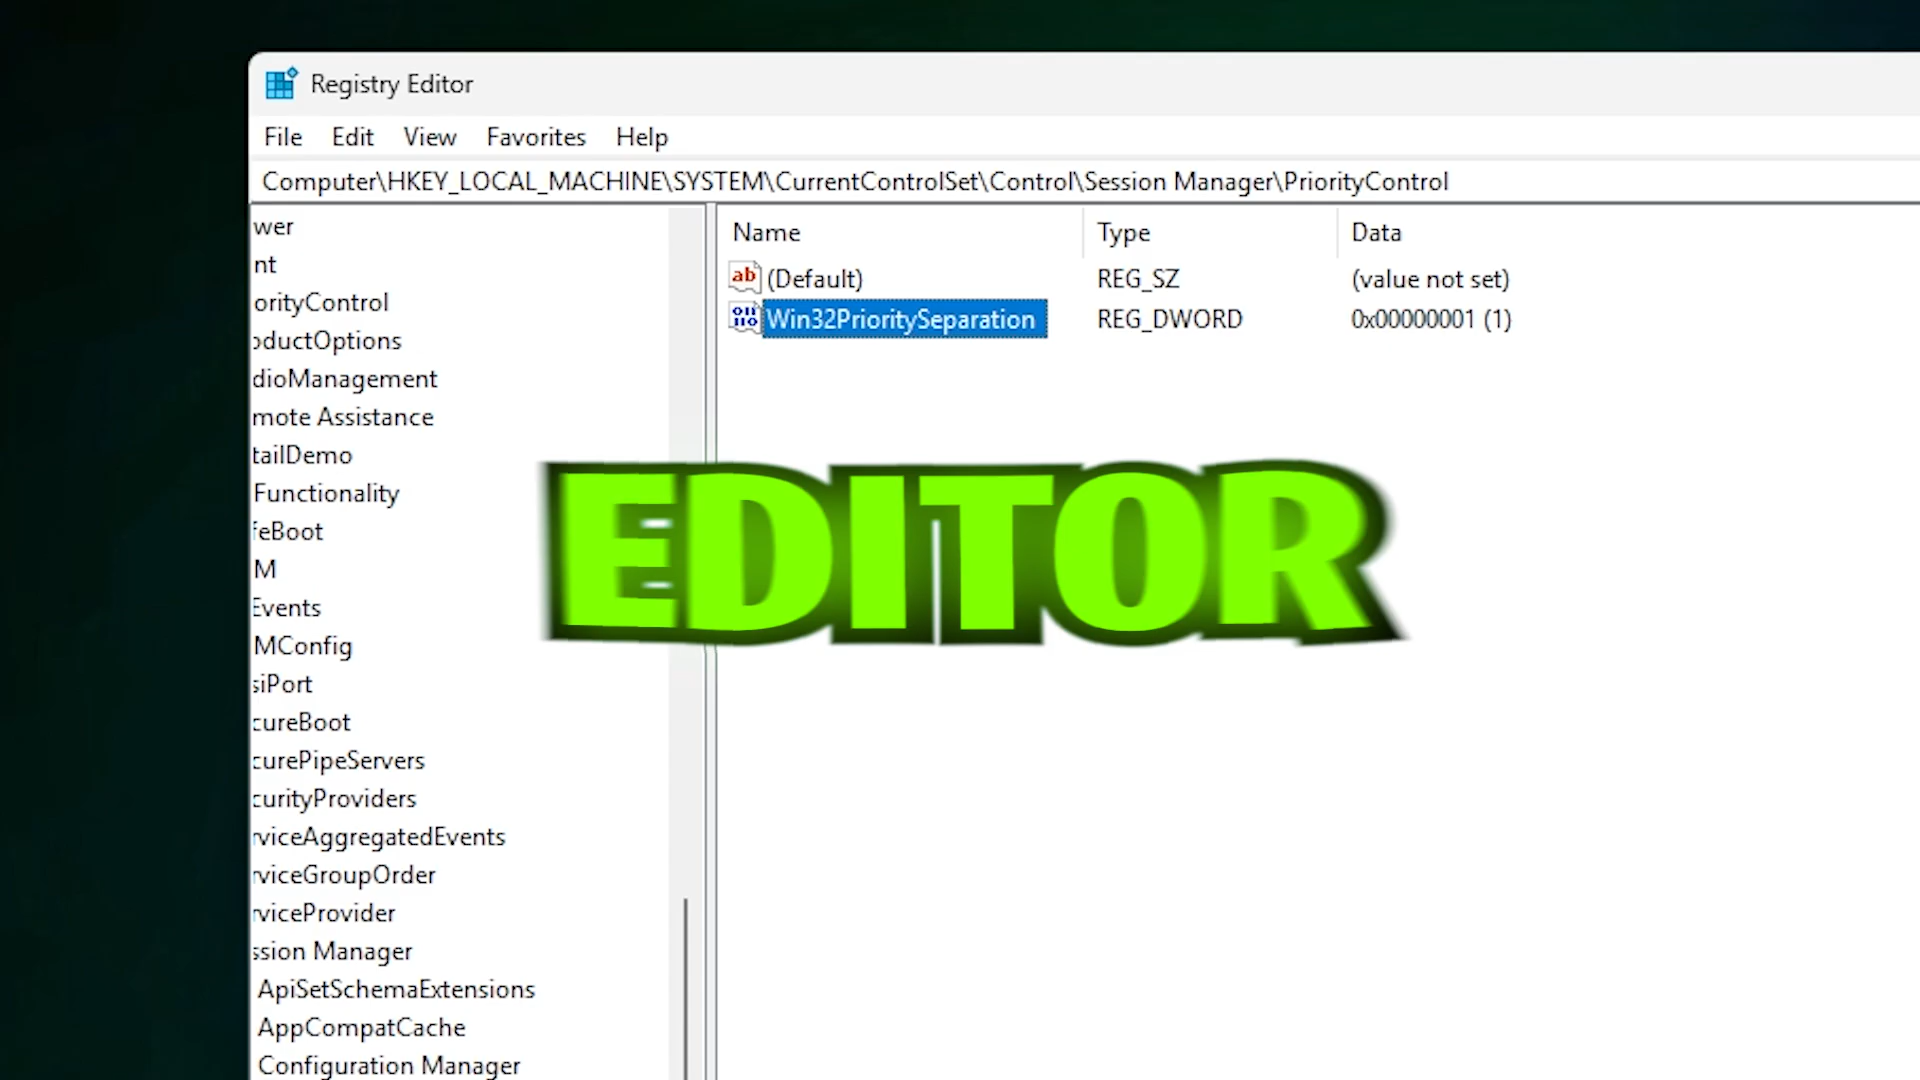 Registry Editor
File Edit View Favorites Help
Computer\HKEY_LOCAL_MACHINE\SYSTEM\CurrentControlSet\Control\Session Manager\PriorityControl
wer
nt
orityControl
oductOptions
dioManagement
mote Assistance
tailDemo
Functionality
feBoot
M
Events
MConfig
siPort
cureBoot
curePipeServers
curityProviders
rviceAggregatedEvents
rviceGroupOrder
rviceProvider
ssion Manager
ApiSetSchemaExtensions
AppCompatCache
Configuration Manager
Name Type Data
(Default) REG_SZ (value not set)
Win32PrioritySeparation REG_DWORD 0x00000001 (1)
EDITOR